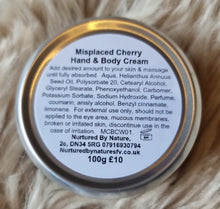 Misplaced Cherry
Hand & Body Cream
Add desired amount to your skin & massage
until fully absorbed. Aqua, Helianthus Annuus
Seed Oil, Polysorbate 20, Cetearyl Alcohol,
Glyceryl Stearate, Phenoxyethanol, Carbomer,
Potassium Sorbate, Sodium Hydroxide, Perfume,
coumarin, anisly alcohol, Benzyl cinnamate,
limonene. For external use only, should not be
applied to the eye area, mucous membranes,
broken or irritated skin, discontinue use in the
case of irritation. MCBCW01
Nurtured By Nature,
2c, DN34 5RG 07916930794
Nurturedbynaturesfv.co.uk
100g £10